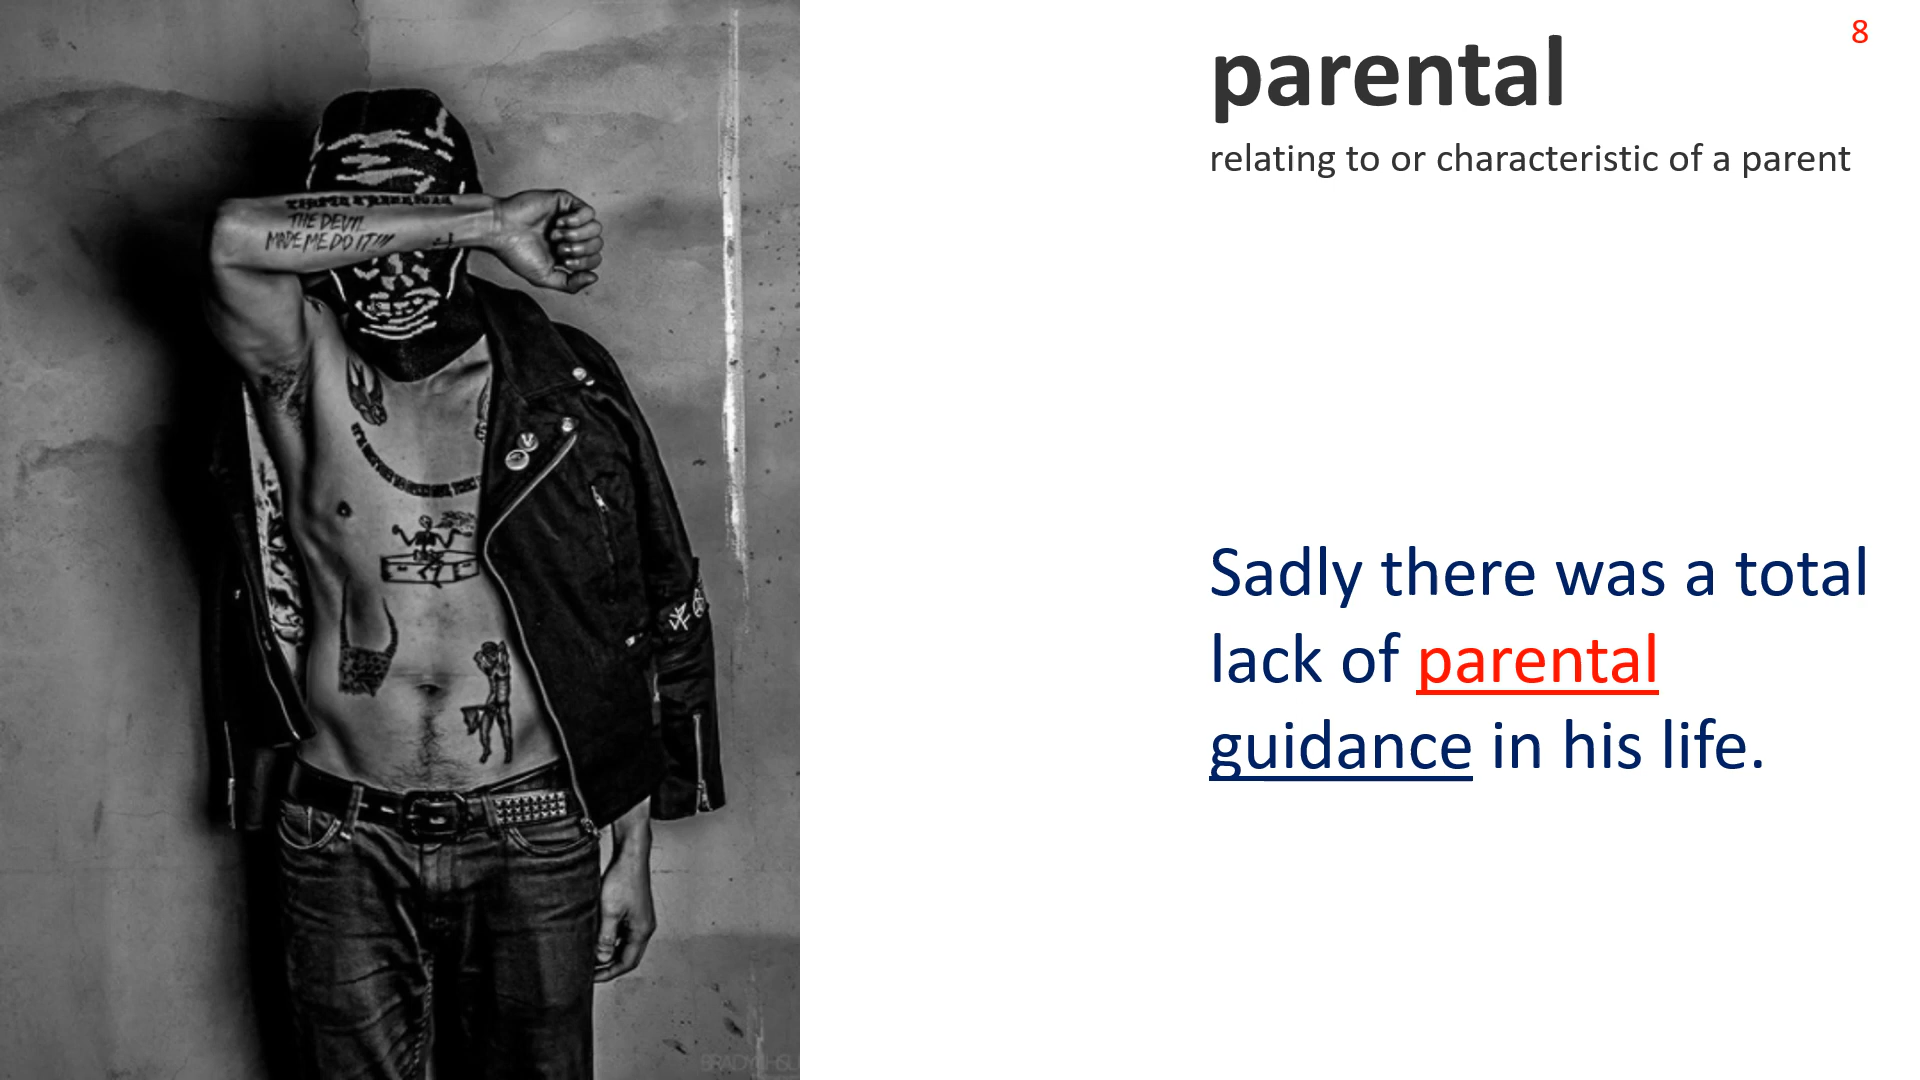 8
parental
relating to or characteristic of a parent
THE DEVIL
MADE ME DO IT!!!
Sadly there was a total
lack of parental
guidance in his life.